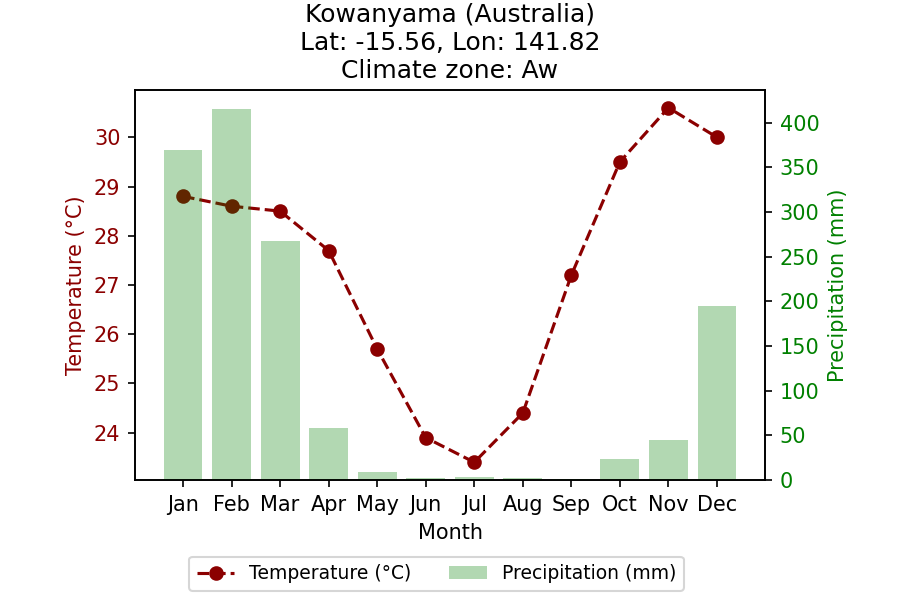 Kowanyama (Australia)
Lat: -15.56, Lon: 141.82
Climate zone: Aw
Temperature (°C)
30
29
28
27
26
25
24
Precipitation (mm)
400
350
300
250
200
150
100
50
0
Jan Feb Mar Apr May Jun Jul Aug Sep Oct Nov Dec
Month
Temperature (°C) Precipitation (mm)